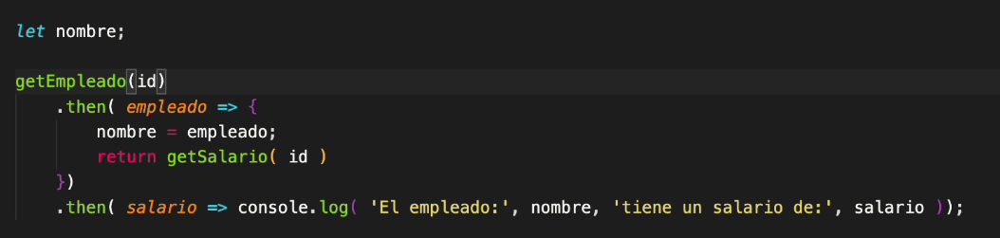 let nombre;
getEmpleado(id)
.then( empleado => {
nombre = empleado;
return getSalario( id )
})
.then( salario => console.log( 'El empleado:', nombre, 'tiene un salario de:', salario ));